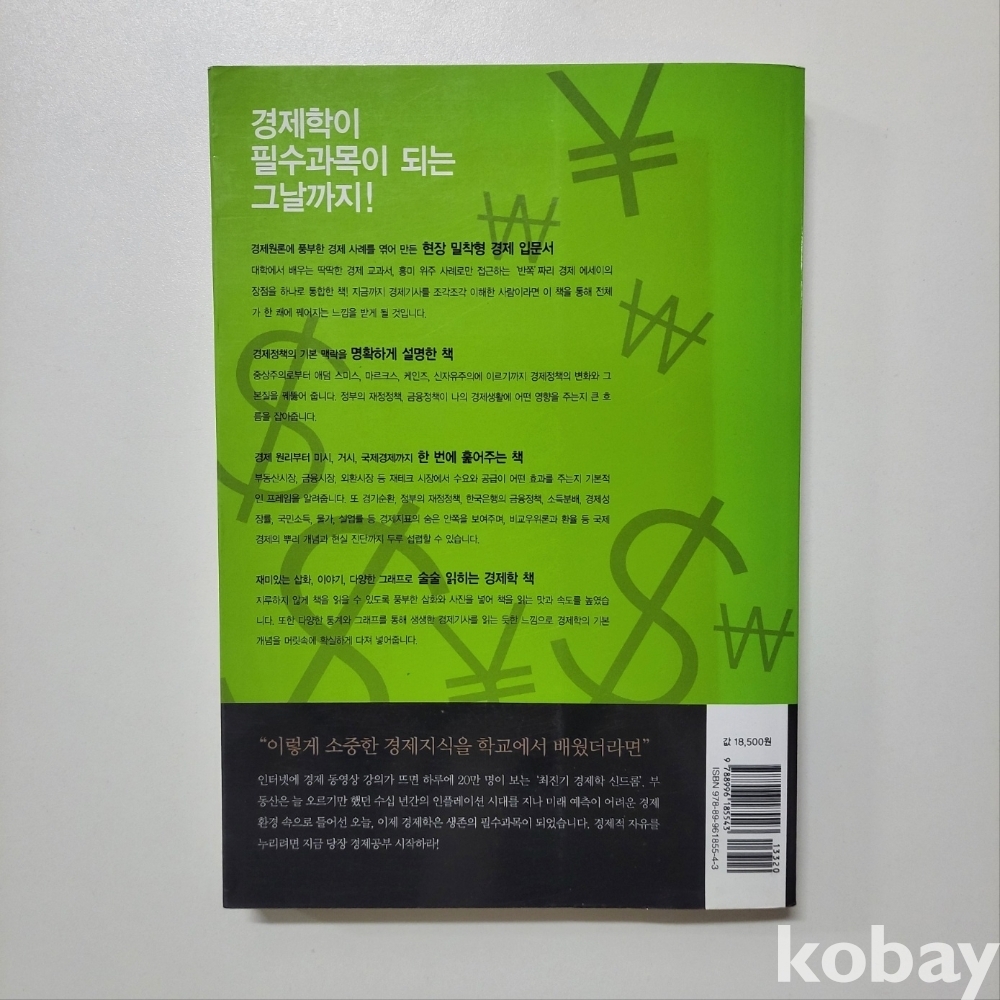 경제학이
필수과목이 되는
그날까지!
경제원론에 풍부한 경제 사례를 엮어 만든 현장 밀착형 경제 입문서
대학에서 배우는 딱딱한 경제 교과서, 흥미 위주 사례로만 접근하는 '반쪽'짜리 경제 에세이의
장점을 하나로 통합한 책! 지금까지 경제기사를 조각조각 이해한 사람이라면 이 책을 통해 전체
가 한 쾌에 꿰어지는 느낌을 받게 될 것입니다.
경제정책의 기본 맥락을 명확하게 설명한 책
중상주의로부터 애덤 스미스, 마르크스, 케인즈, 신자유주의에 이르기까지 경제정책의 변화와 그
본질을 꿰뚫어 줍니다. 정부의 재정정책, 금융정책이 나의 경제생활에 어떤 영향을 주는지 큰 흐
름을 잡아줍니다.
경제 원리부터 미시, 거시, 국제경제까지 한 번에 훑어주는 책
부동산시장, 금융시장, 외환시장 등 재테크 시장에서 수요와 공급이 어떤 효과를 주는지 기본적
인 프레임을 알려줍니다. 또 경기순환, 정부의 재정정책, 한국은행의 금융정책, 소득분배, 경제성
장률, 국민소득, 물가, 실업률 등 경제지표의 숨은 안쪽을 보여주며, 비교우위론과 환율 등 국제
경제의 뿌리 개념과 현실 진단까지 두루 섭렵할 수 있습니다.
재미있는 삽화, 이야기, 다양한 그래프로 술술 읽히는 경제학 책
지루하지 않게 책을 읽을 수 있도록 풍부한 삽화와 사진을 넣어 책을 읽는 맛과 속도를 높였습니
다. 또한 다양한 통계와 그래프를 통해 생생한 경제기사를 읽는 듯한 느낌으로 경제학의 기본
개념을 머릿속에 확실하게 다져 넣어줍니다.
"이렇게 소중한 경제지식을 학교에서 배웠더라면"
인터넷에 경제 동영상 강의가 뜨면 하루에 20만 명이 보는 '최진기 경제학 신드롬'. 부
동산은 늘 오르기만 했던 수십 년간의 인플레이션 시대를 지나 미래 예측이 어려운 경제
환경 속으로 들어선 오늘, 이제 경제학은 생존의 필수과목이 되었습니다. 경제적 자유를
누리려면 지금 당장 경제공부 시작하라!
값 18,500원
9 788996 185543
13320
ISBN 978-89-961855-4-3
kobay